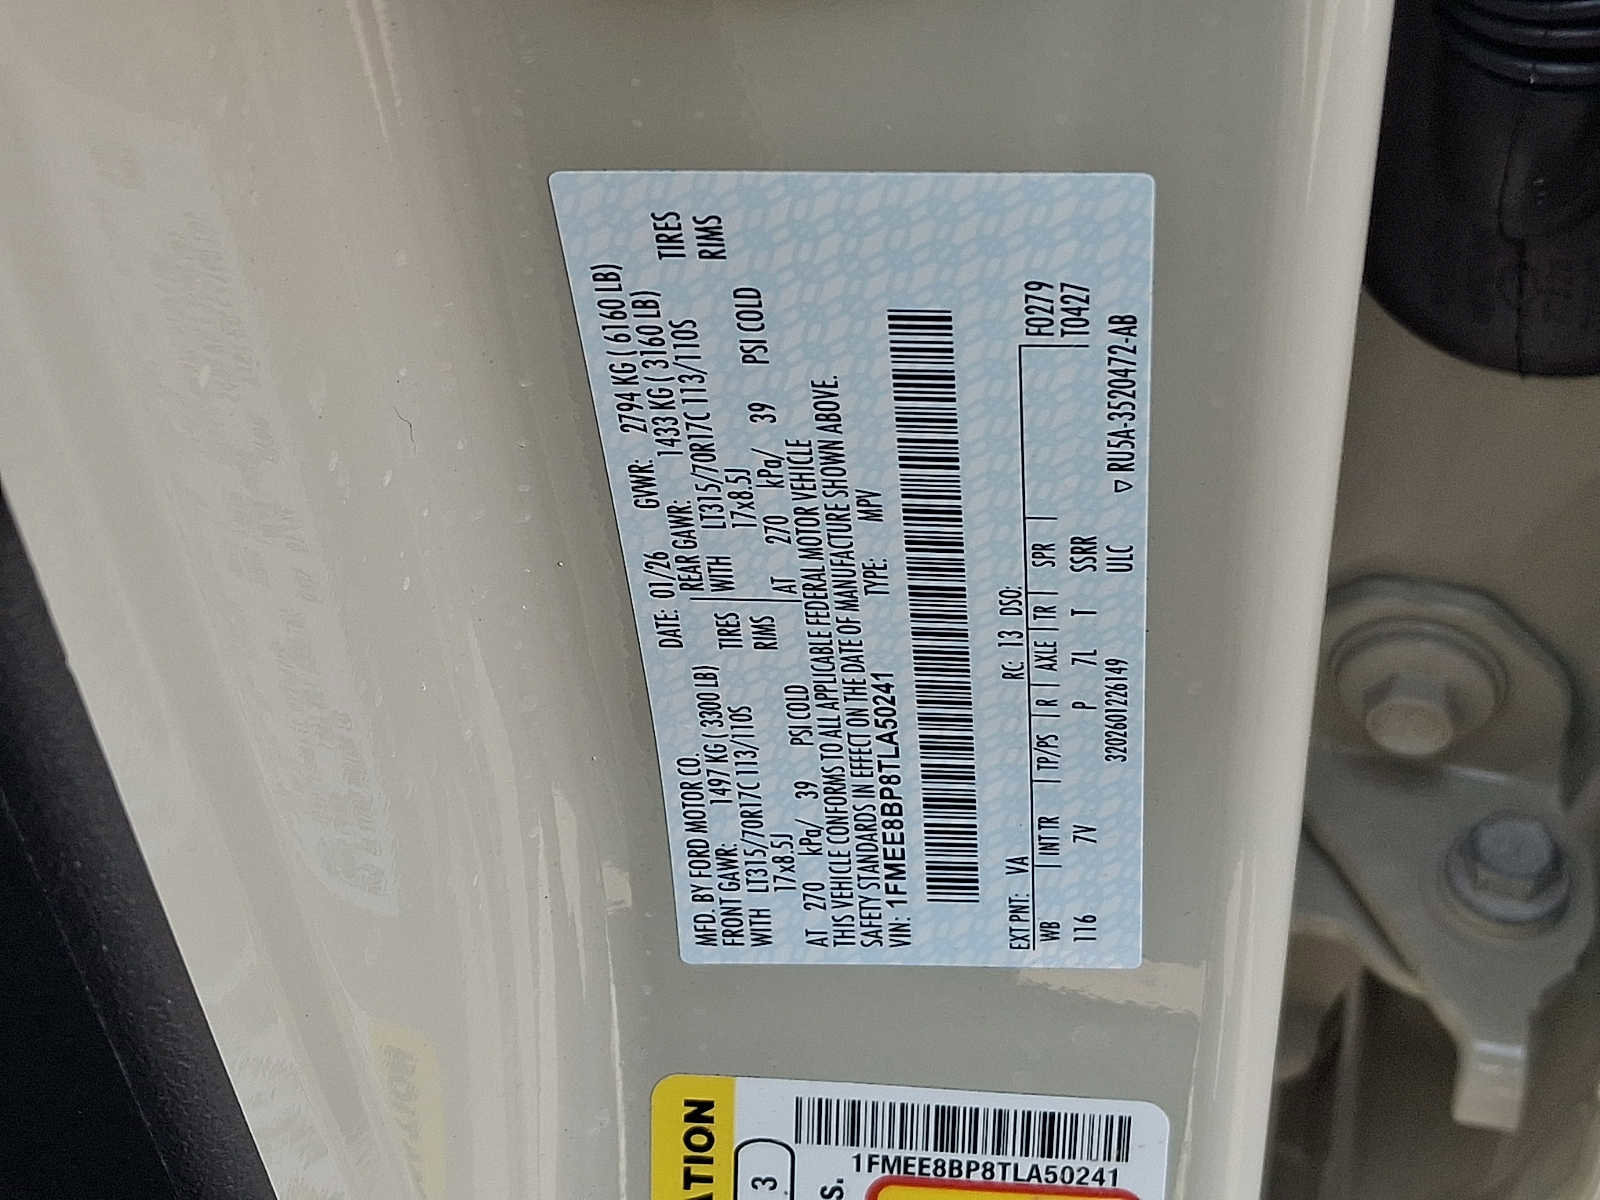 MFD. BY FORD MOTOR CO.
DATE: 01/26 GVWR: 2794 KG ( 6160 LB)
FRONT GAWR: 1497 KG ( 3300 LB) REAR GAWR: 1433 KG ( 3160 LB)
WITH LT315/70R17C 113/110S TIRES WITH LT315/70R17C 113/110S TIRES
17x8.5J RIMS 17x8.5J RIMS
AT 270 kPa/ 39 PSI COLD AT 270 kPa/ 39 PSI COLD
THIS VEHICLE CONFORMS TO ALL APPLICABLE FEDERAL MOTOR VEHICLE
SAFETY STANDARDS IN EFFECT ON THE DATE OF MANUFACTURE SHOWN ABOVE.
VIN: 1FMEE8BP8TLA50241 TYPE: MPV
EXT PNT: VA RC: 13 DSO: F0279
WB INT TR TP/PS R AXLE TR SPR T0427
116 7V P 7L T SSRR
320260126149 ULC ▽ RU5A-3520472-AB
ATION
3
S.
1FMEE8BP8TLA50241